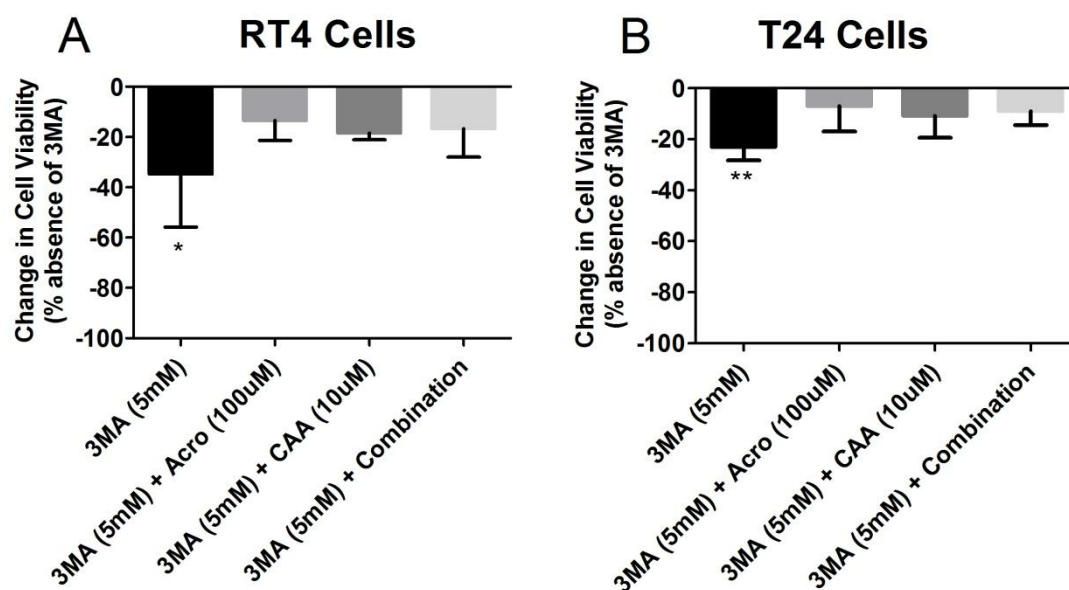 A
RT4 Cells
Change in Cell Viability
(% absence of 3MA)
0
-20
-40
-60
-80
-100
*
3MA (5mM)
3MA (5mM) + Acro (100uM)
3MA (5mM) + CAA (10uM)
3MA (5mM) + Combination
B
T24 Cells
Change in Cell Viability
(% absence of 3MA)
0
-20
-40
-60
-80
-100
**
3MA (5mM)
3MA (5mM) + Acro (100uM)
3MA (5mM) + CAA (10uM)
3MA (5mM) + Combination